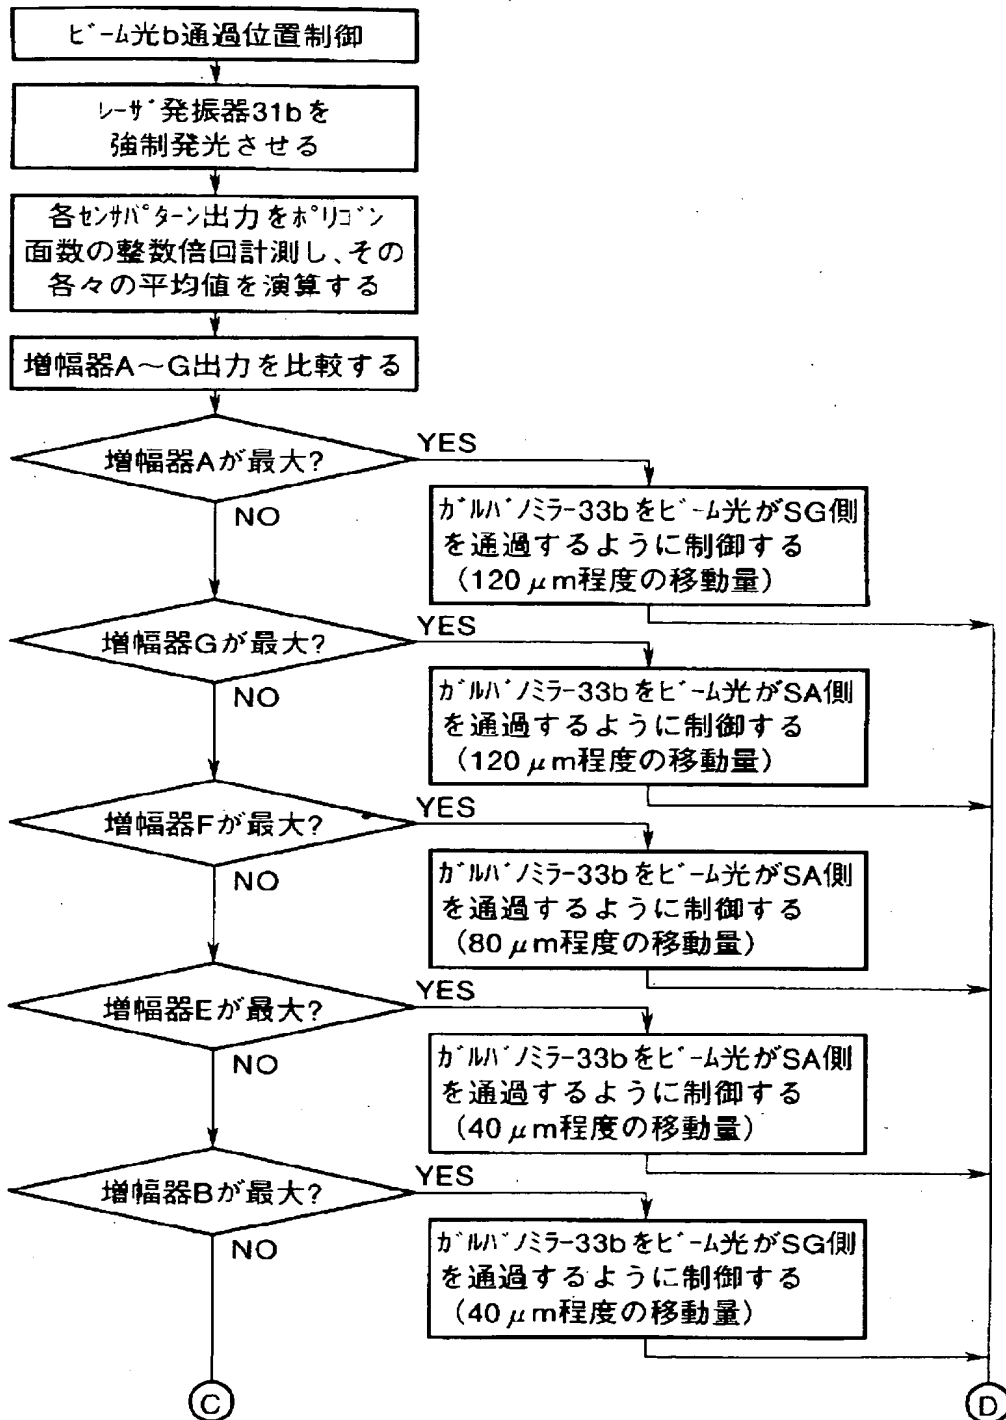 ビーム光b通過位置制御
レーザ発振器31bを
強制発光させる
各センサパターン出力をポリゴン
面数の整数倍回計測し、その
各々の平均値を演算する
増幅器A～G出力を比較する
増幅器Aが最大?
YES
NO
ガルバノミラー33bをビーム光がSG側
を通過するように制御する
(120μm程度の移動量)
増幅器Gが最大?
YES
NO
ガルバノミラー33bをビーム光がSA側
を通過するように制御する
(120μm程度の移動量)
増幅器Fが最大?
YES
NO
ガルバノミラー33bをビーム光がSA側
を通過するように制御する
(80μm程度の移動量)
増幅器Eが最大?
YES
NO
ガルバノミラー33bをビーム光がSA側
を通過するように制御する
(40μm程度の移動量)
増幅器Bが最大?
YES
NO
ガルバノミラー33bをビーム光がSG側
を通過するように制御する
(40μm程度の移動量)
C
D